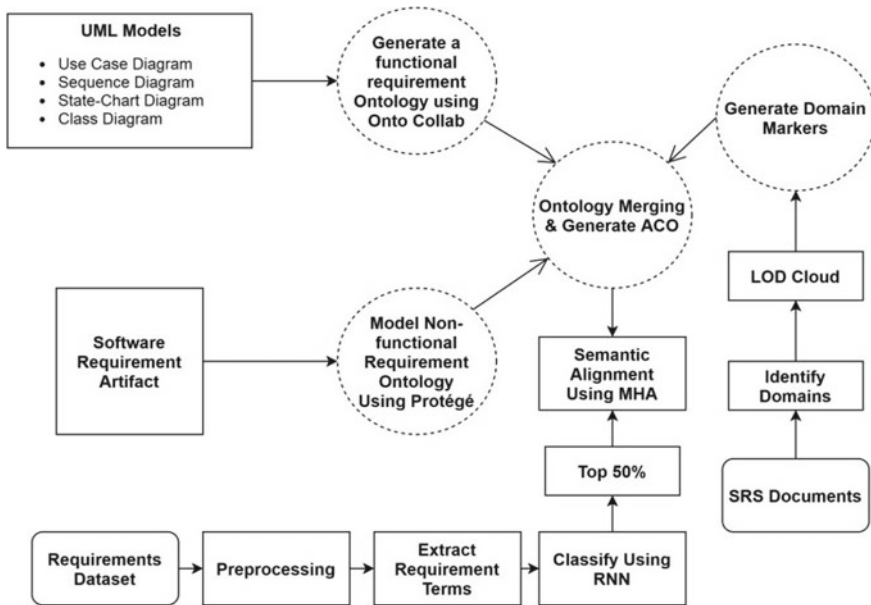 UML Models
• Use Case Diagram
• Sequence Diagram
• State-Chart Diagram
• Class Diagram
Generate a
functional
requirement
Ontology using
Onto Collab
Generate Domain
Markers
Ontology Merging
& Generate ACO
LOD Cloud
Software
Requirement
Artifact
Model Non-
functional
Requirement
Ontology
Using Protégé
Semantic
Alignment
Using MHA
Identify
Domains
Top 50%
SRS Documents
Requirements
Dataset
Preprocessing
Extract
Requirement
Terms
Classify Using
RNN